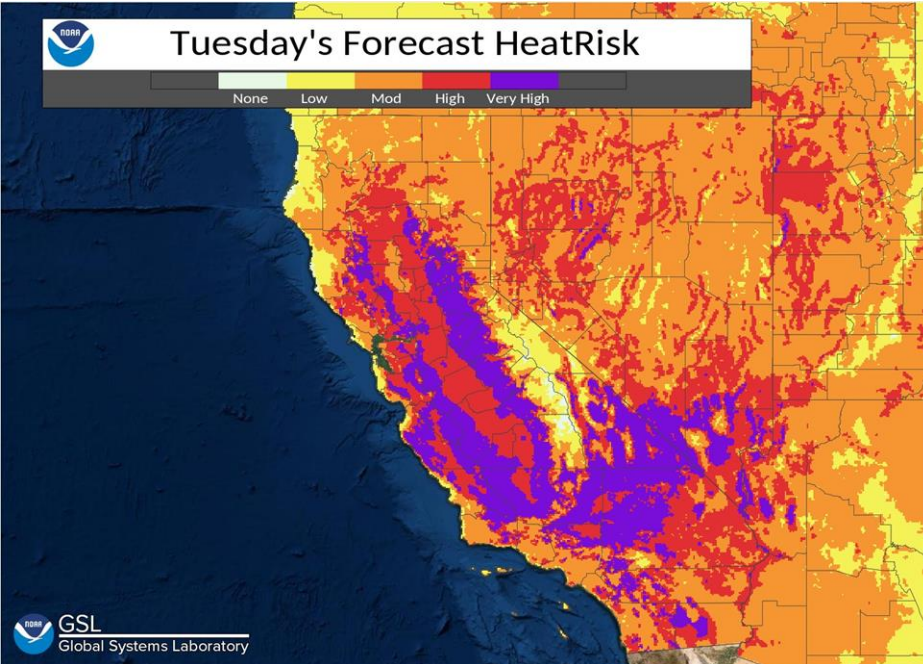 NOAA
Tuesday's Forecast HeatRisk
None Low Mod High Very High
NOAA
GSL
Global Systems Laboratory